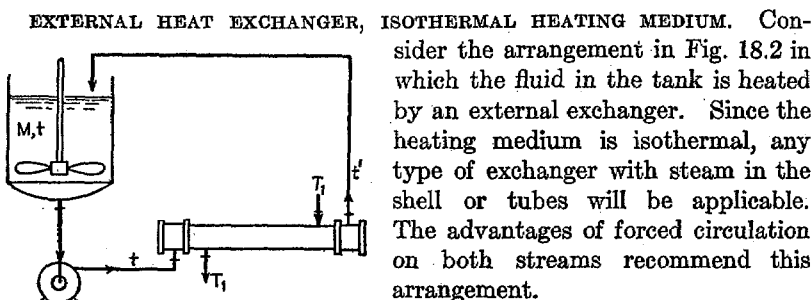 EXTERNAL HEAT EXCHANGER, ISOTHERMAL HEATING MEDIUM. Con-
sider the arrangement in Fig. 18.2 in
which the fluid in the tank is heated
by an external exchanger. Since the
heating medium is isothermal, any
type of exchanger with steam in the
shell or tubes will be applicable.
The advantages of forced circulation
on both streams recommend this
arrangement.
M,t
t'
T₁
t
T₁